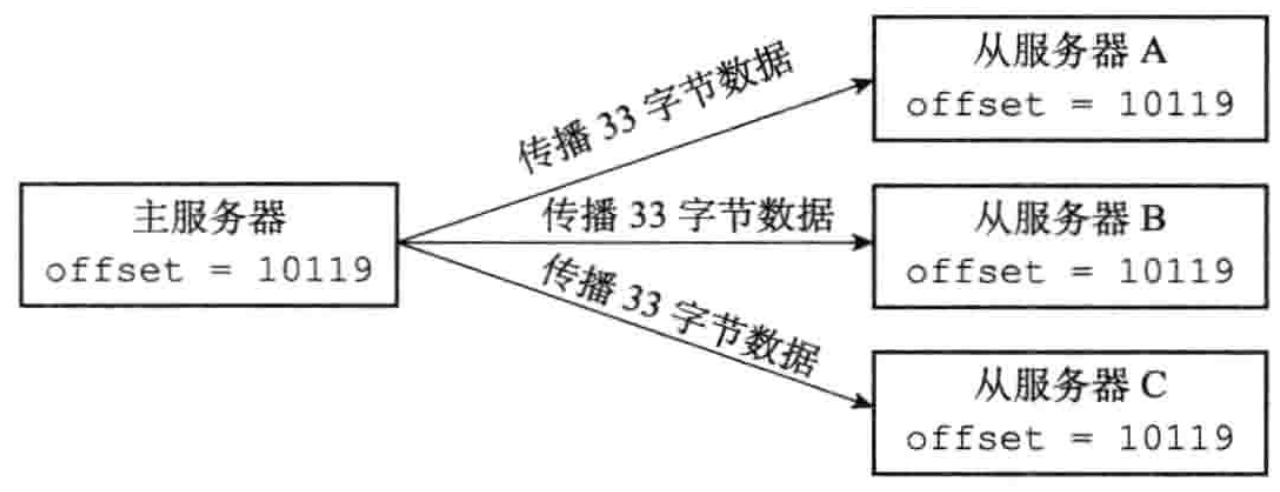 主服务器
offset = 10119
传播 33 字节数据
传播 33 字节数据
传播 33 字节数据
从服务器 A
offset = 10119
从服务器 B
offset = 10119
从服务器 C
offset = 10119